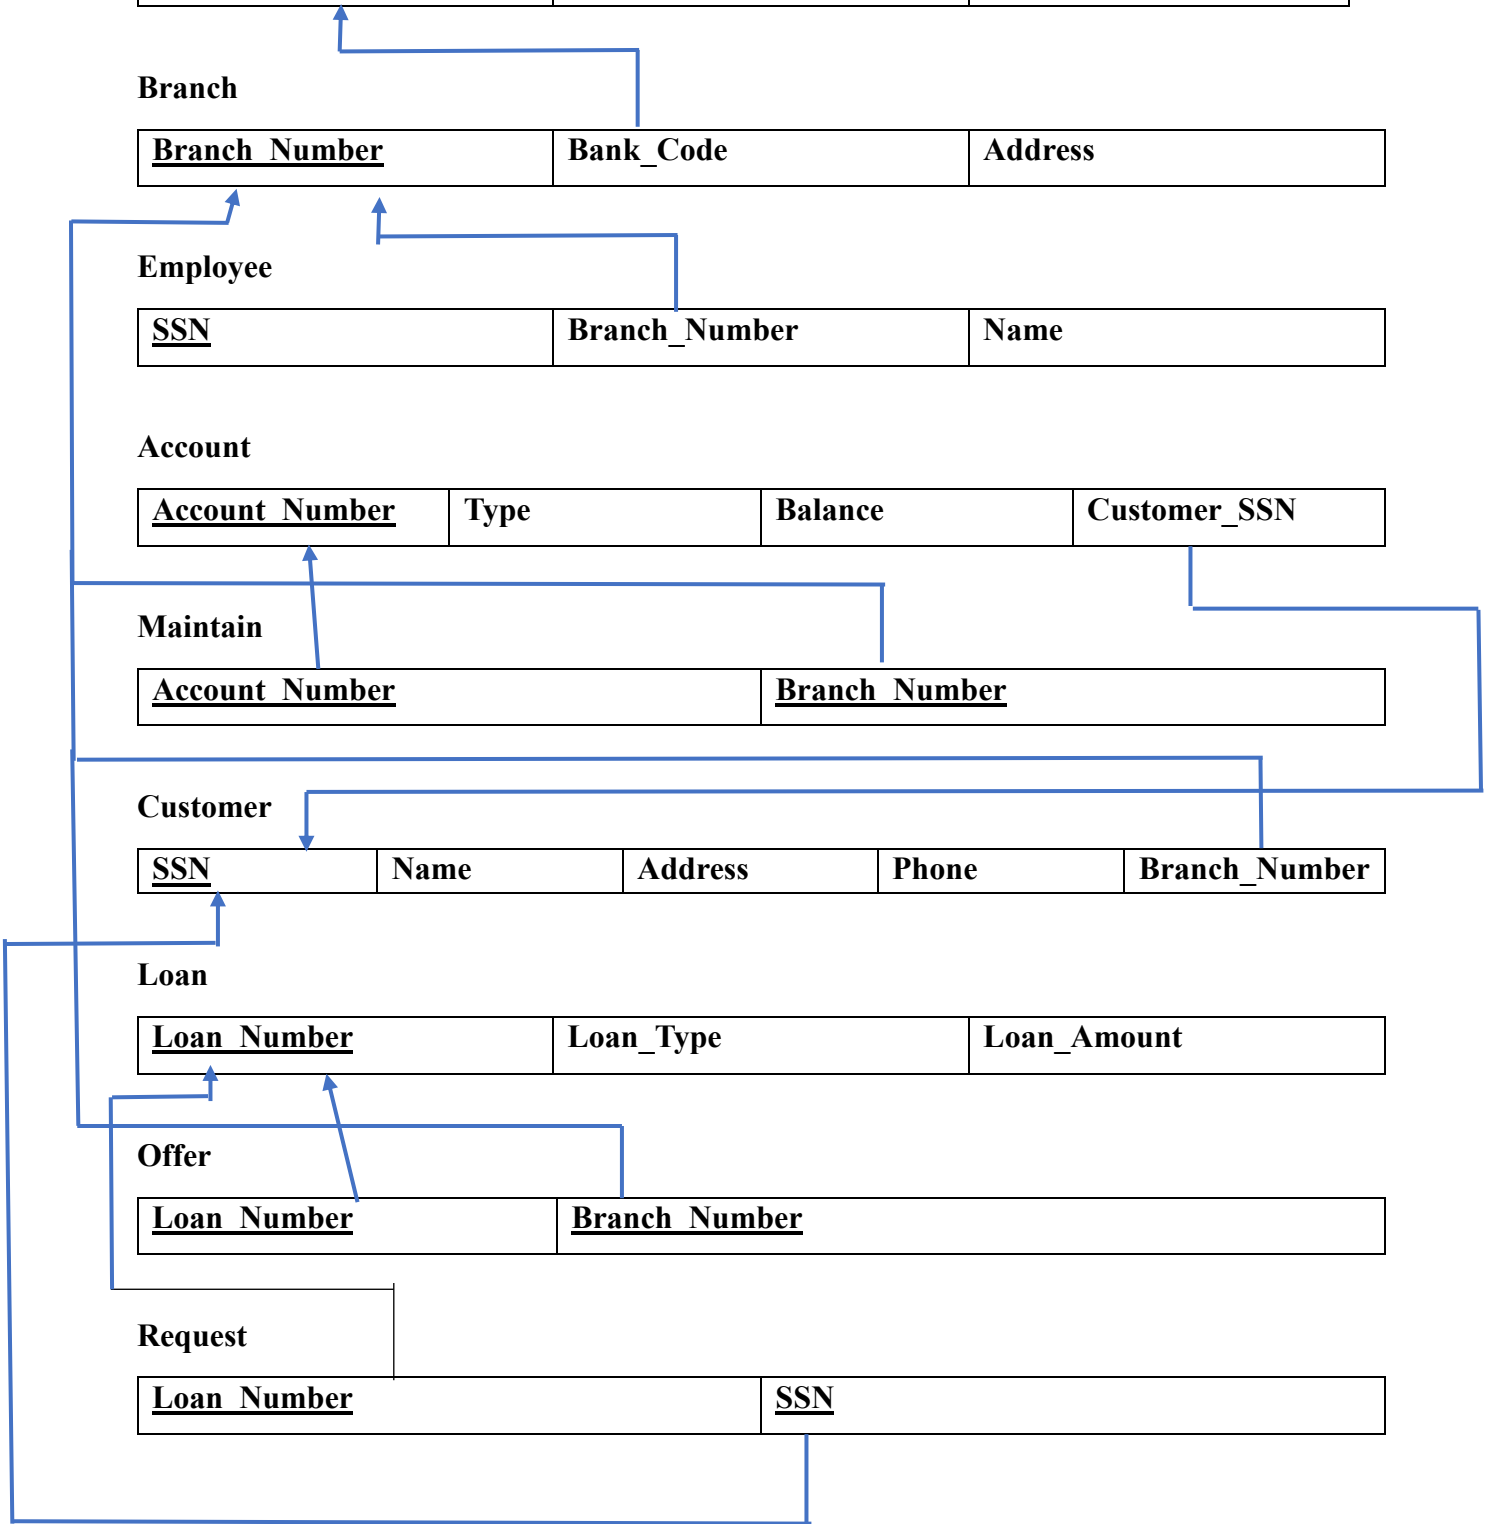 Branch
Branch_Number Bank_Code Address
Employee
SSN Branch_Number Name
Account
Account_Number Type Balance Customer_SSN
Maintain
Account_Number Branch_Number
Customer
SSN Name Address Phone Branch_Number
Loan
Loan_Number Loan_Type Loan_Amount
Offer
Loan_Number Branch_Number
Request
Loan_Number SSN